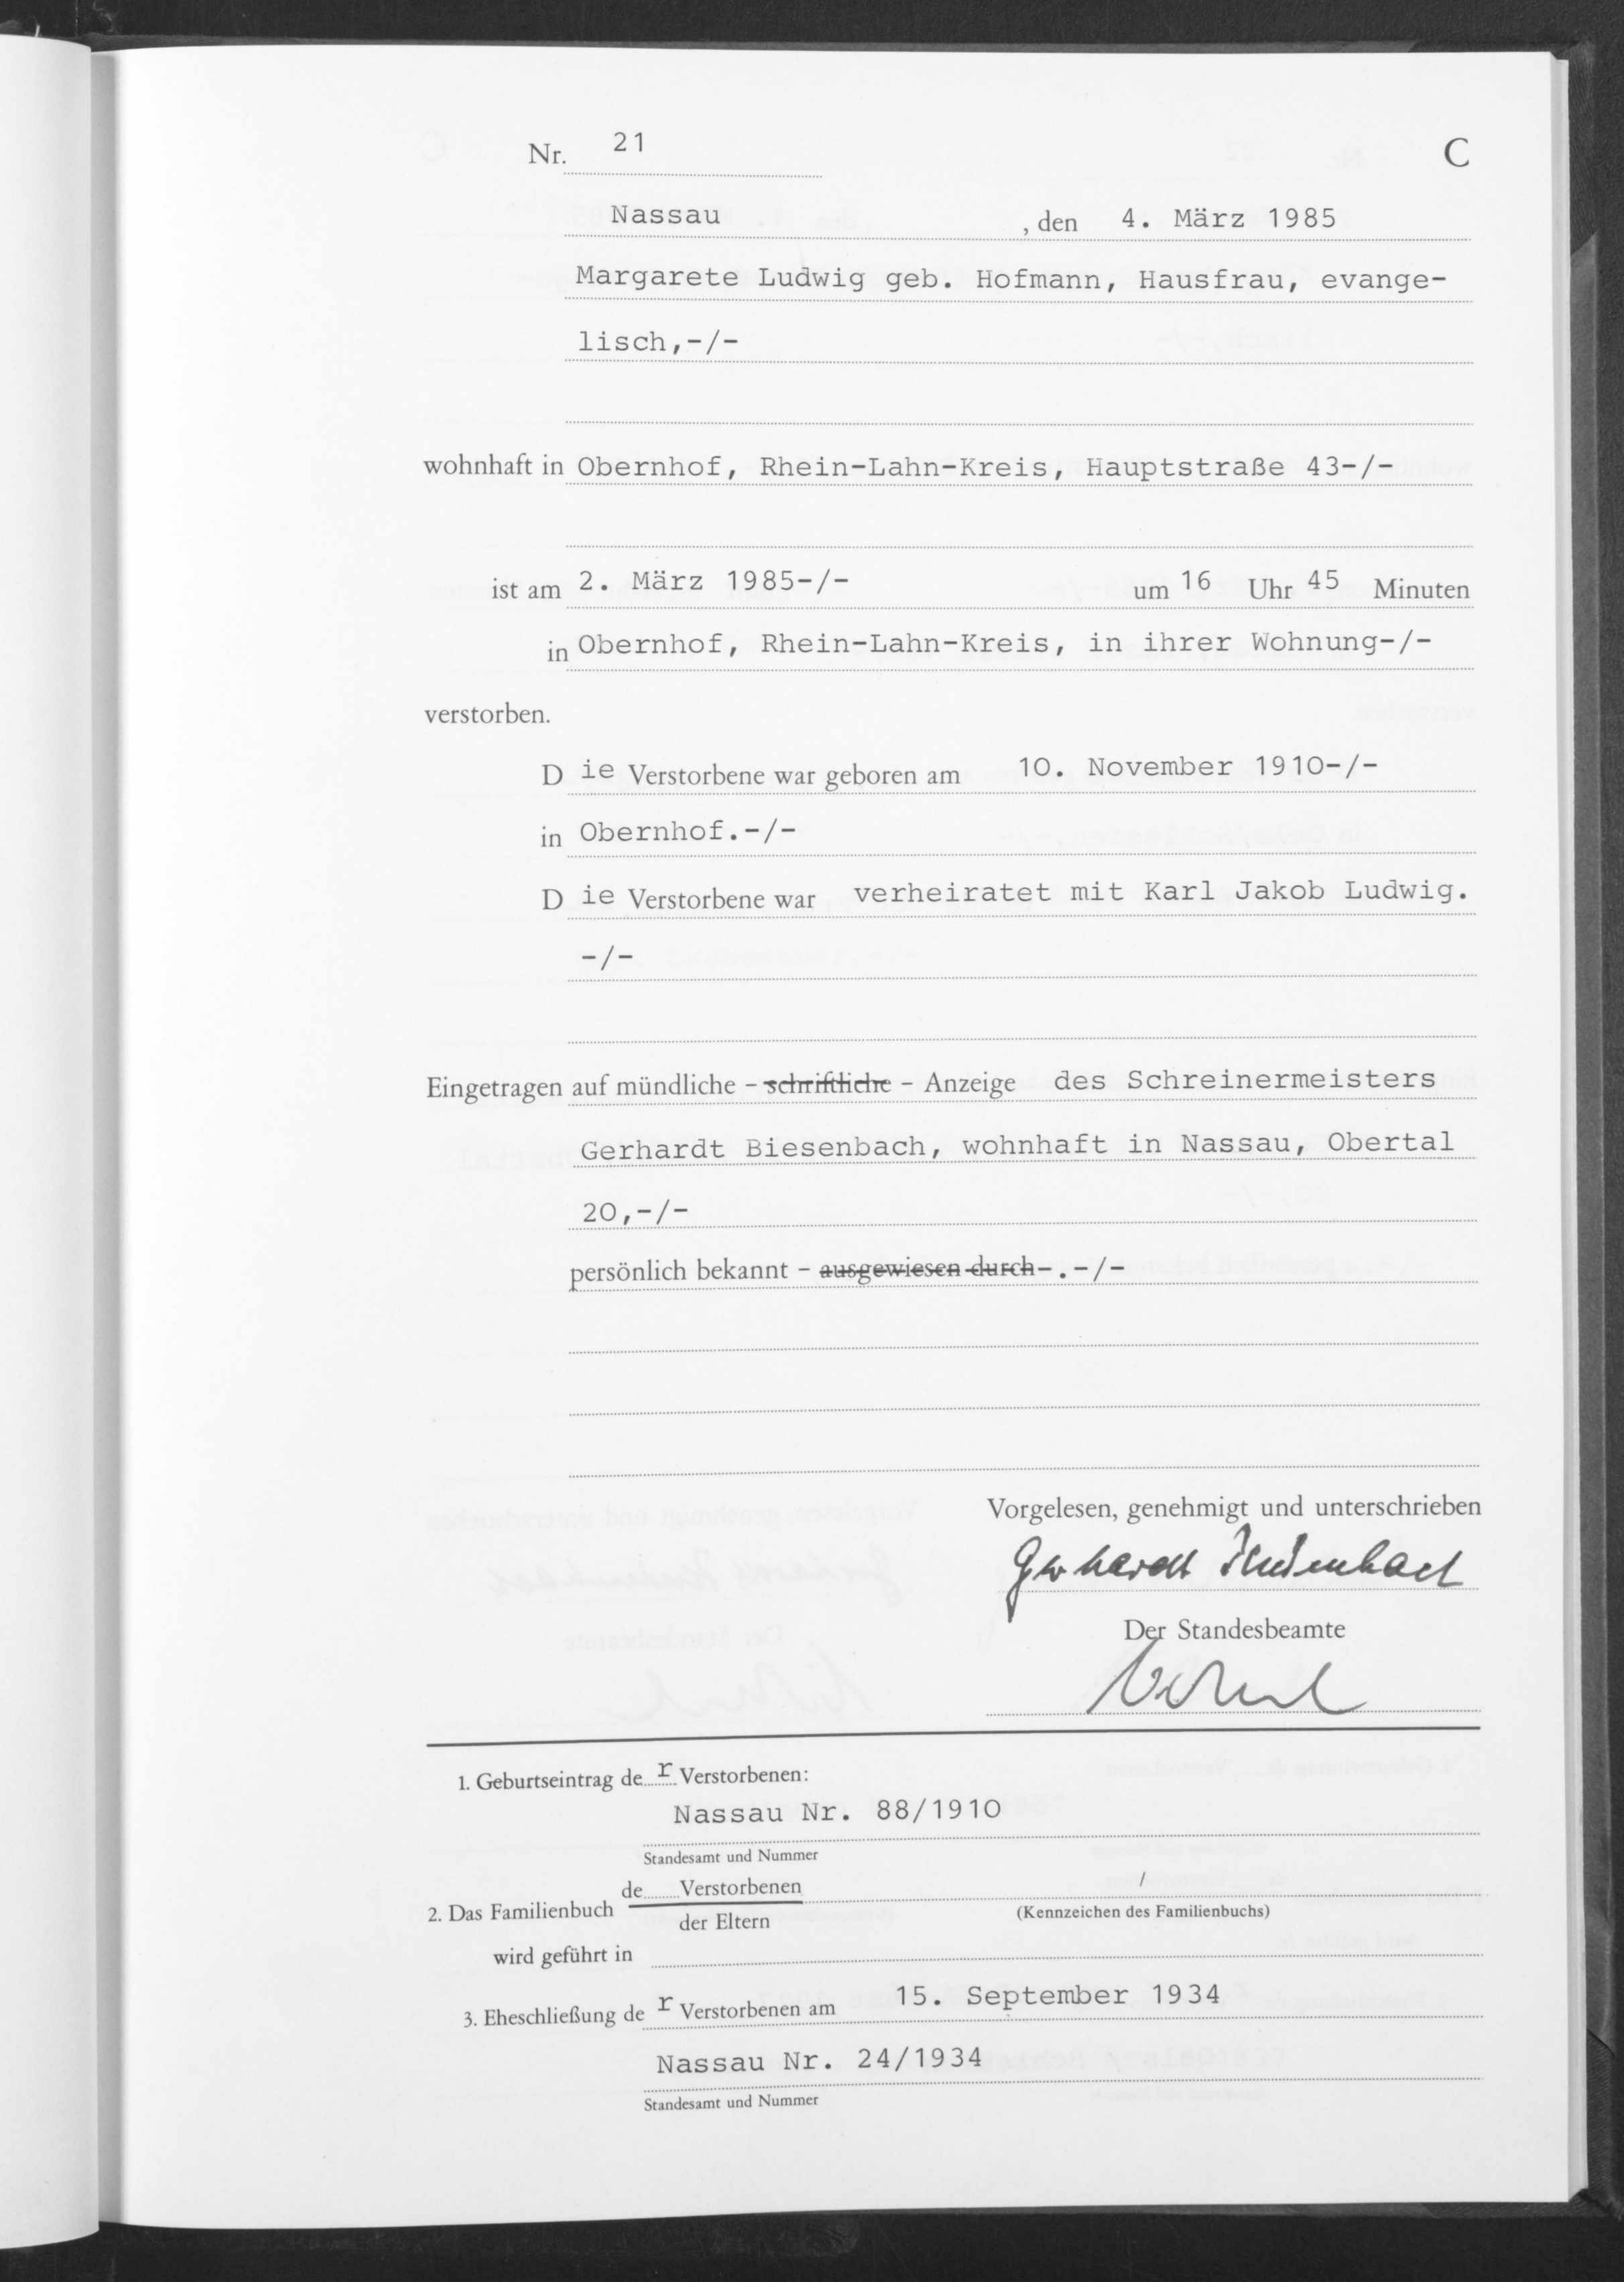 Nr. 21 C
Nassau , den 4. März 1985
Margarete Ludwig geb. Hofmann, Hausfrau, evange-
lisch,-/-
wohnhaft in Obernhof, Rhein-Lahn-Kreis, Hauptstraße 43-/-
ist am 2. März 1985-/- um 16 Uhr 45 Minuten
in Obernhof, Rhein-Lahn-Kreis, in ihrer Wohnung-/-
verstorben.
D ie Verstorbene war geboren am 10. November 1910-/-
in Obernhof.-/-
D ie Verstorbene war verheiratet mit Karl Jakob Ludwig.
-/-
Eingetragen auf mündliche - schriftliche - Anzeige des Schreinermeisters
Gerhardt Biesenbach, wohnhaft in Nassau, Obertal
20,-/-
persönlich bekannt - ausgewiesen durch-.-/-
Vorgelesen, genehmigt und unterschrieben
Gerhardt Biesenbach
Der Standesbeamte
1. Geburtseintrag de r Verstorbenen:
Nassau Nr. 88/1910
Standesamt und Nummer
de Verstorbenen /
2. Das Familienbuch
der Eltern (Kennzeichen des Familienbuchs)
wird geführt in
3. Eheschließung de r Verstorbenen am 15. September 1934
Nassau Nr. 24/1934
Standesamt und Nummer